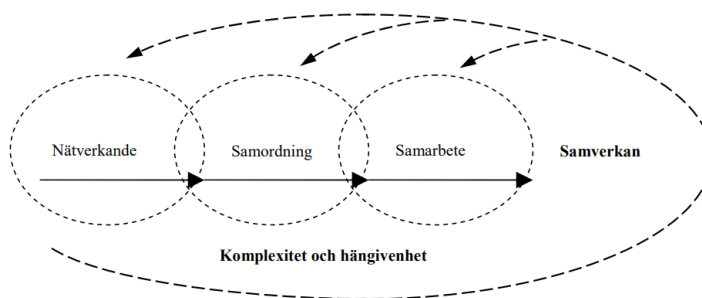 Nätverkande
Samordning
Samarbete
Samverkan
Komplexitet och hängivenhet